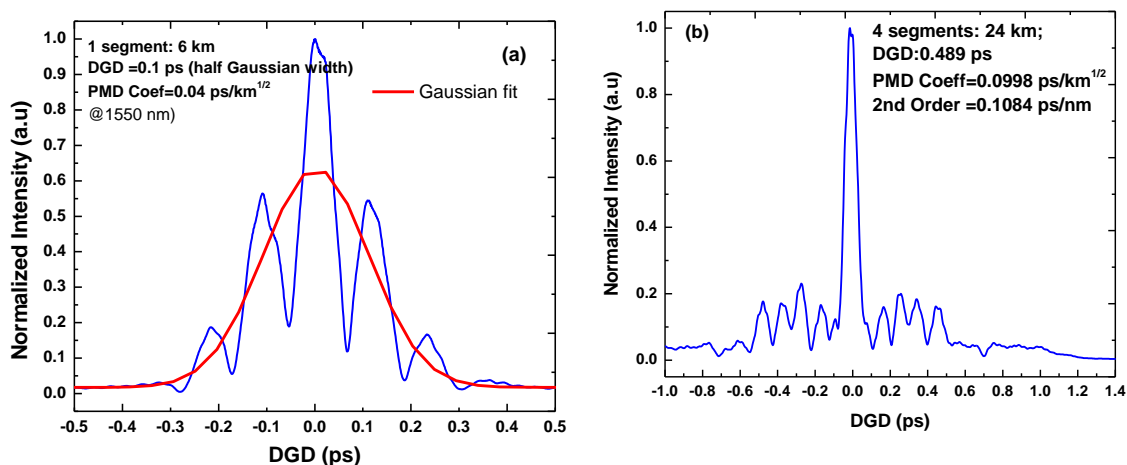 (a)
1 segment: 6 km
DGD =0.1 ps (half Gaussian width)
PMD Coef=0.04 ps/km^1/2
@1550 nm)
Gaussian fit
Normalized Intensity (a.u)
1.0
0.9
0.8
0.7
0.6
0.5
0.4
0.3
0.2
0.1
0.0
-0.5 -0.4 -0.3 -0.2 -0.1 0.0 0.1 0.2 0.3 0.4 0.5
DGD (ps)
(b)
4 segments: 24 km;
DGD:0.489 ps
PMD Coeff=0.0998 ps/km^1/2
2nd Order =0.1084 ps/nm
Normalized Intensity (a.u)
1.0
0.8
0.6
0.4
0.2
0.0
-1.0 -0.8 -0.6 -0.4 -0.2 0.0 0.2 0.4 0.6 0.8 1.0 1.2 1.4
DGD (ps)